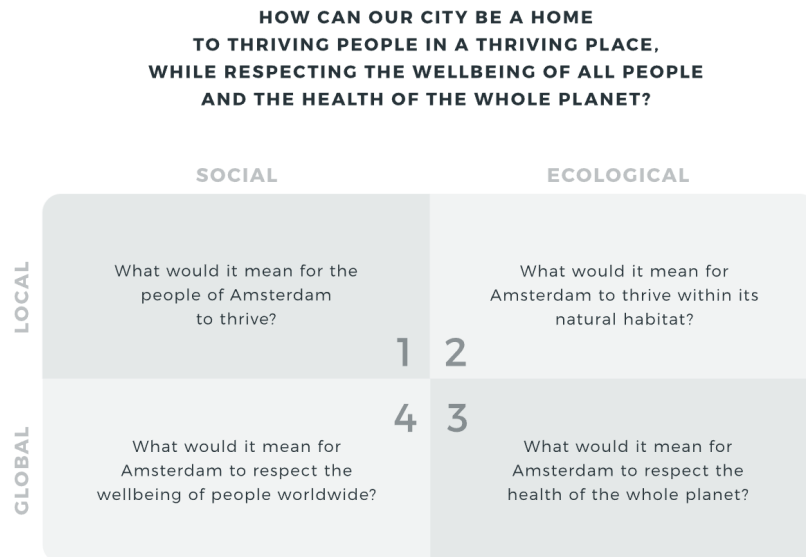 HOW CAN OUR CITY BE A HOME
TO THRIVING PEOPLE IN A THRIVING PLACE,
WHILE RESPECTING THE WELLBEING OF ALL PEOPLE
AND THE HEALTH OF THE WHOLE PLANET?
SOCIAL
ECOLOGICAL
LOCAL
What would it mean for the
people of Amsterdam
to thrive?
1
What would it mean for
Amsterdam to thrive within its
natural habitat?
2
GLOBAL
4
What would it mean for
Amsterdam to respect the
wellbeing of people worldwide?
3
What would it mean for
Amsterdam to respect the
health of the whole planet?